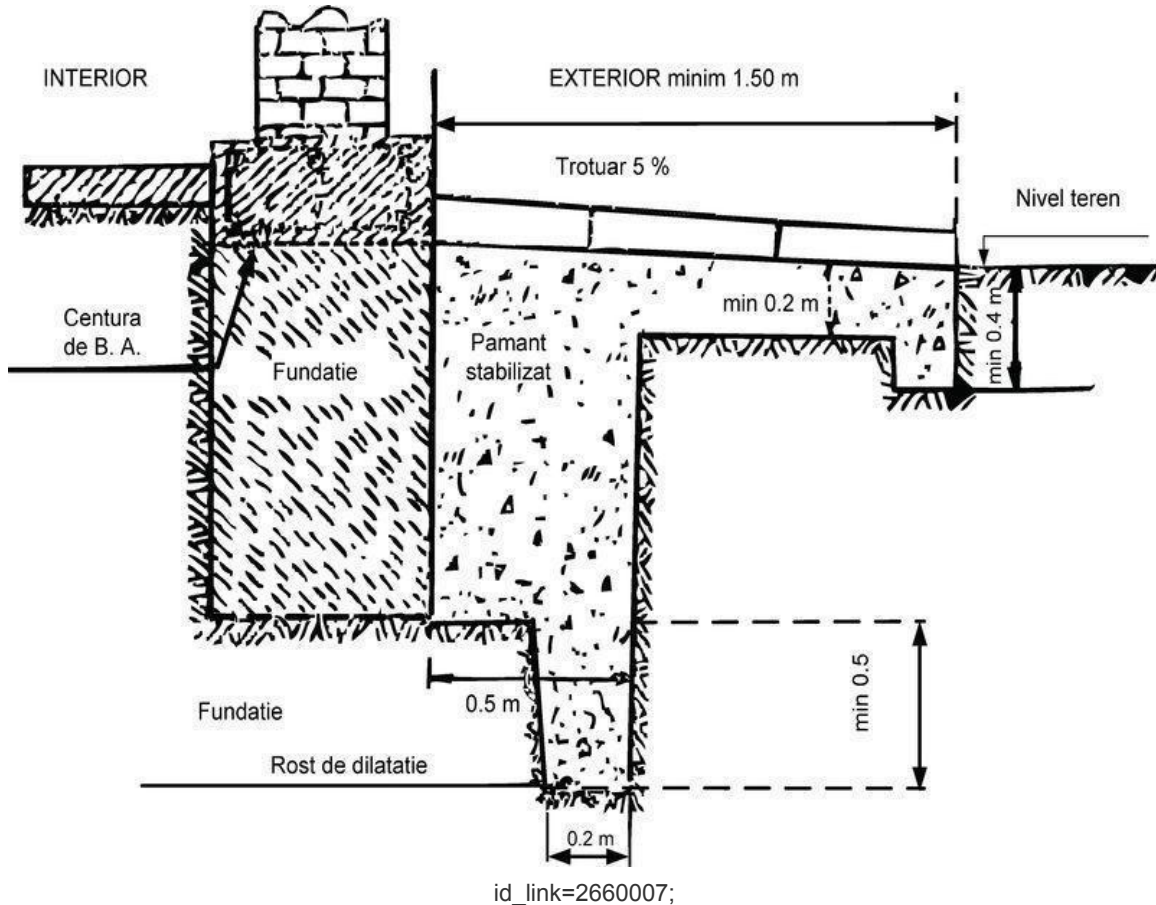 INTERIOR
EXTERIOR minim 1.50 m
Trotuar 5 %
Nivel teren
Centura
de B. A.
Fundatie
Pamant
stabilizat
min 0.2 m
min 0.4 m
0.5 m
min 0.5
Fundatie
Rost de dilatatie
0.2 m
id_link=2660007;